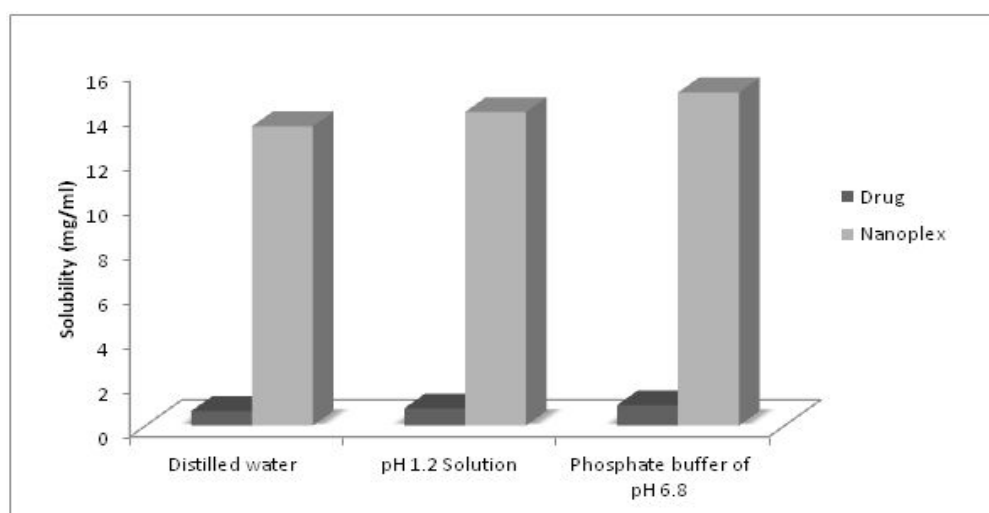 16
14
12
10
8
6
4
2
0
Solubility (mg/ml)
Distilled water
pH 1.2 Solution
Phosphate buffer of
pH 6.8
Drug
Nanoplex